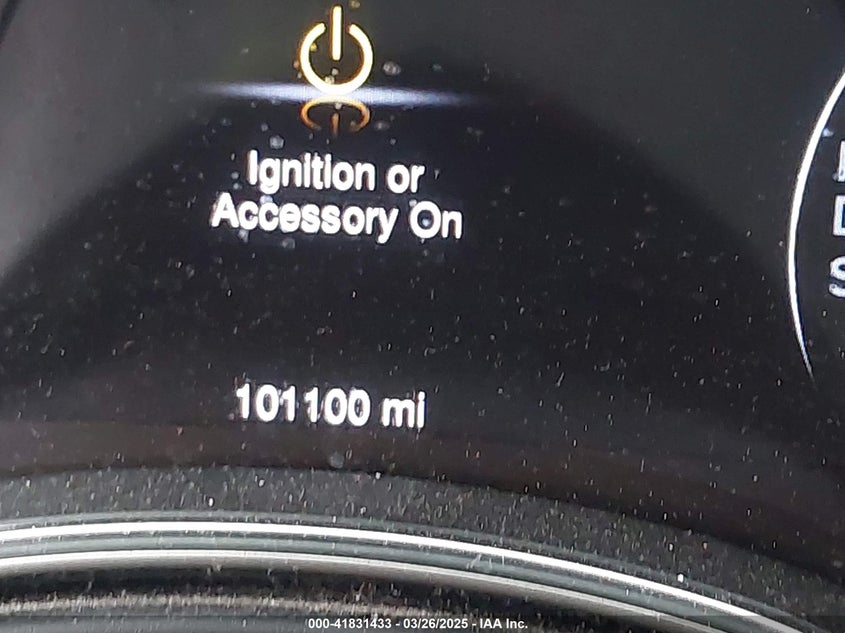 Ignition or
Accessory On
101100 mi
000-41831433 - 03/26/2025 - IAA Inc.